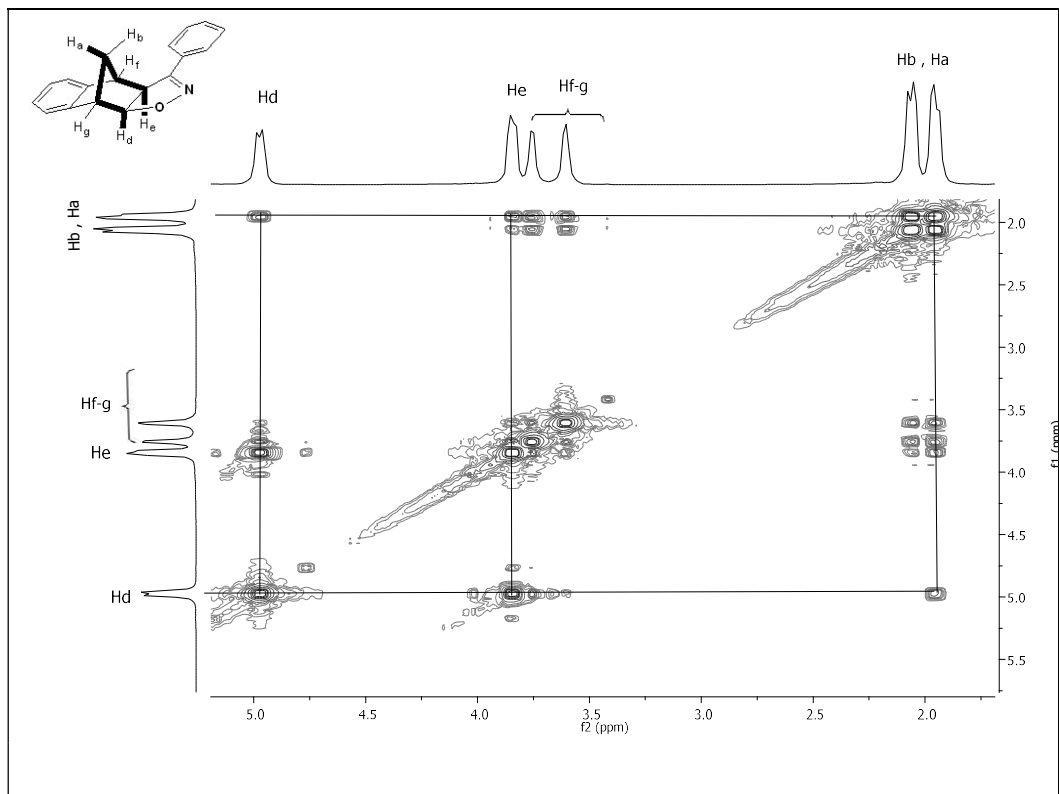 Ha
Hb
Hf
N
O
Hg
Hd
He
Hd
He
Hf-g
Hb , Ha
Hb , Ha
Hf-g
He
Hd
2.0
2.5
3.0
3.5
4.0
4.5
5.0
5.5
f1 (ppm)
5.0 4.5 4.0 3.5 3.0 2.5 2.0
f2 (ppm)